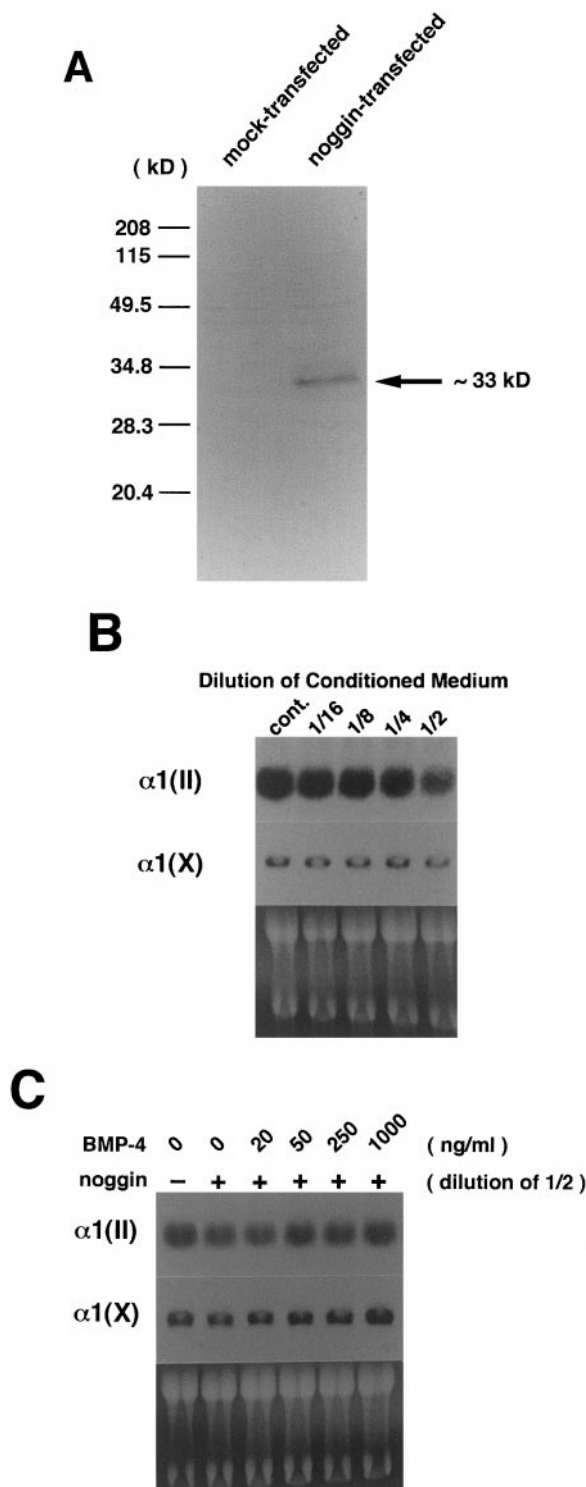 A
mock-transfected
noggin-transfected
( kD )
208
115
49.5
34.8
~ 33 kD
28.3
20.4
B
Dilution of Conditioned Medium
cont. 1/16 1/8 1/4 1/2
α1(II)
α1(X)
C
BMP-4 0 0 20 50 250 1000 ( ng/ml )
noggin – + + + + + ( dilution of 1/2 )
α1(II)
α1(X)